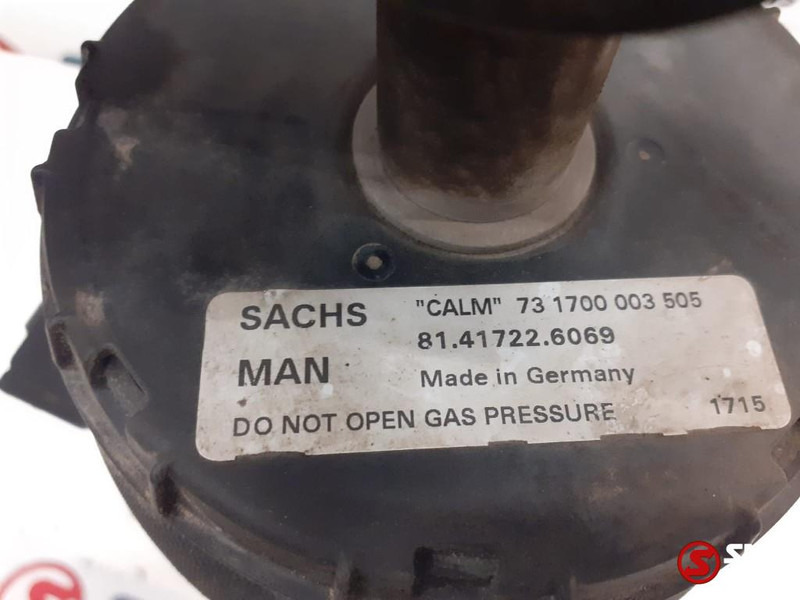 SACHS "CALM" 73 1700 003 505
81.41722.6069
MAN Made in Germany
DO NOT OPEN GAS PRESSURE 1715